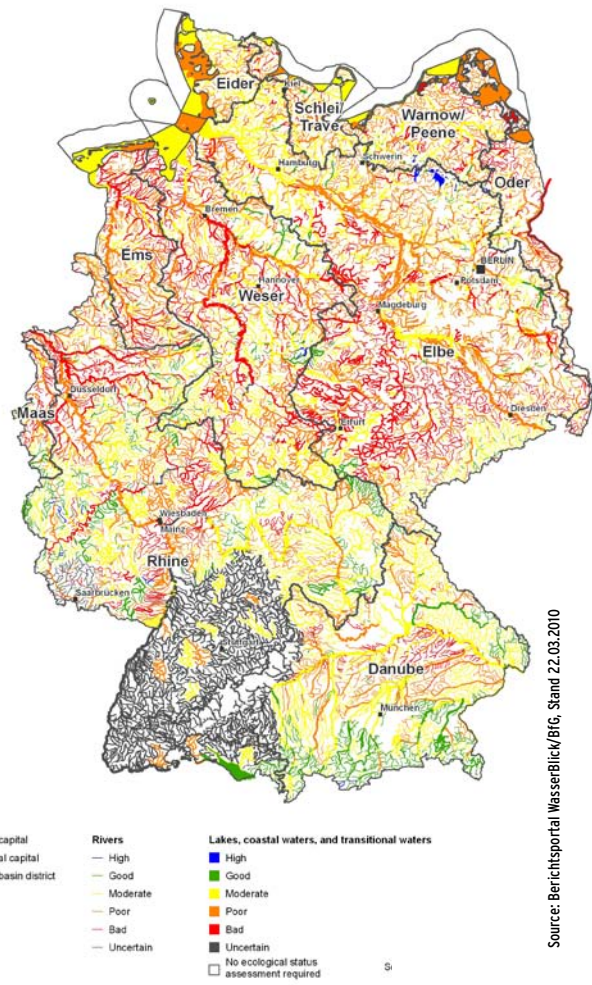 Eider
Kiel
Schlei/
Trave
Warnow/
Peene
Hamburg
Schwerin
Oder
Bremen
Ems
BERLIN
Hannover
Potsdam
Weser
Magdeburg
Elbe
Düsseldorf
Maas
Erfurt
Dresden
Wiesbaden
Mainz
Rhine
Saarbrücken
Stuttgart
Danube
München
Source: Berichtsportal WasserBlick/BfG, Stand 22.03.2010
capital
al capital
basin district
Rivers
High
Good
Moderate
Poor
Bad
Uncertain
Lakes, coastal waters, and transitional waters
High
Good
Moderate
Poor
Bad
Uncertain
No ecological status
assessment required